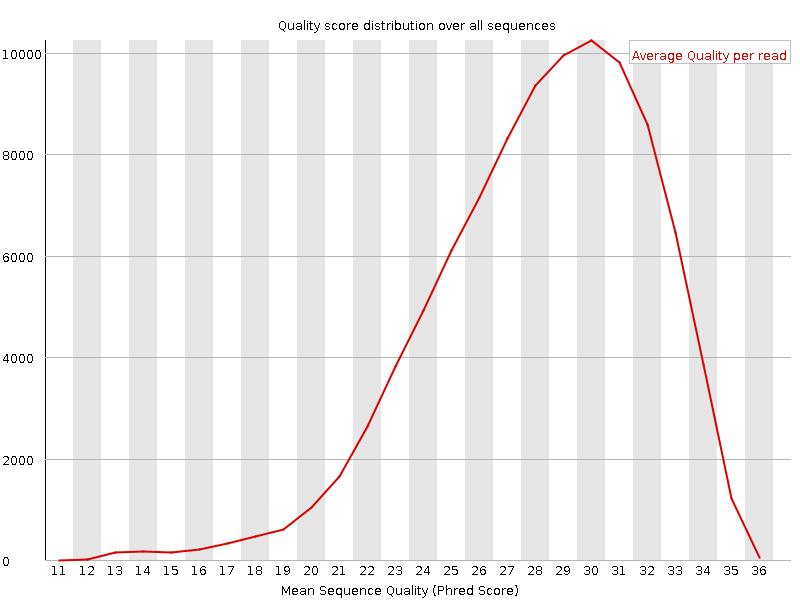 Quality score distribution over all sequences
Average Quality per read
10000
8000
6000
4000
2000
0
11 12 13 14 15 16 17 18 19 20 21 22 23 24 25 26 27 28 29 30 31 32 33 34 35 36
Mean Sequence Quality (Phred Score)